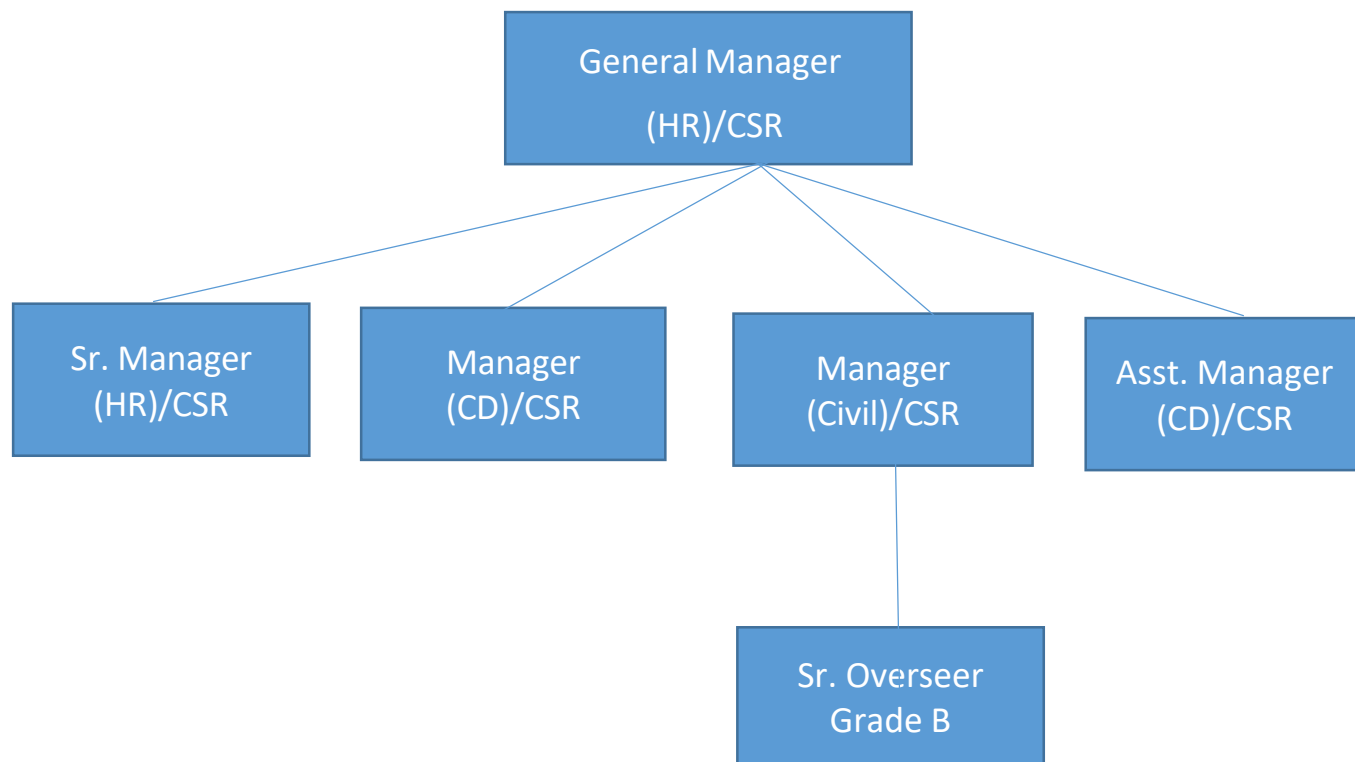 General Manager
(HR)/CSR
Sr. Manager
(HR)/CSR
Manager
(CD)/CSR
Manager
(Civil)/CSR
Asst. Manager
(CD)/CSR
Sr. Overseer
Grade B